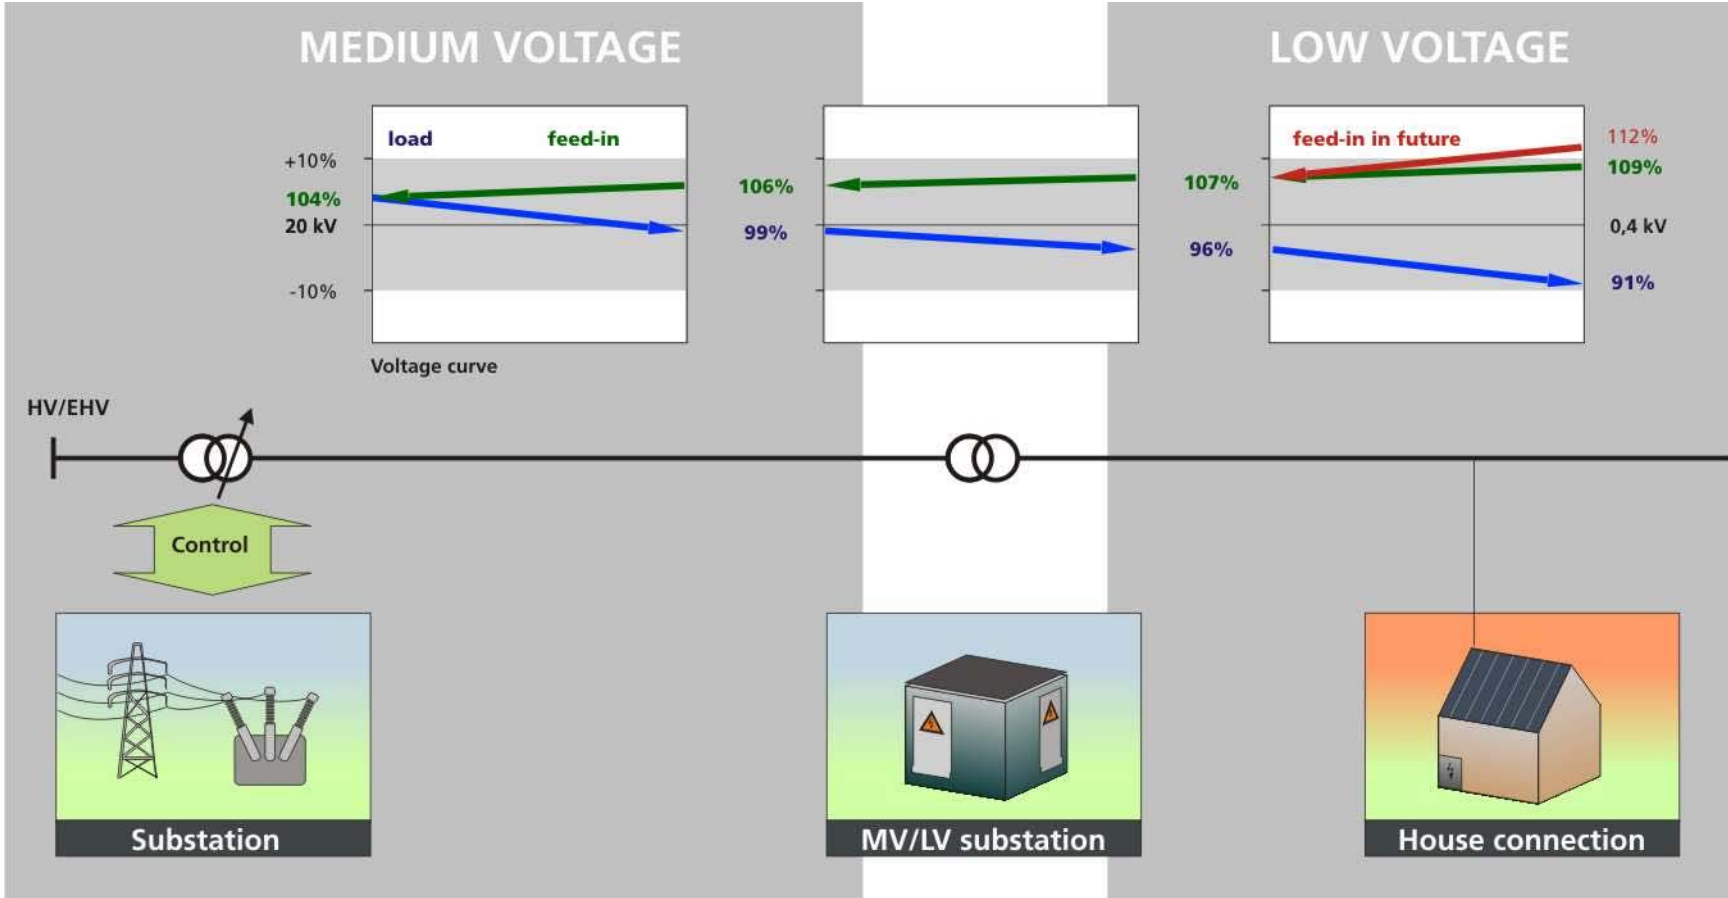 MEDIUM VOLTAGE
LOW VOLTAGE
load
feed-in
feed-in in future
112%
+10%
109%
106%
107%
104%
20 kV
99%
0,4 kV
96%
91%
-10%
Voltage curve
HV/EHV
Control
Substation
MV/LV substation
House connection